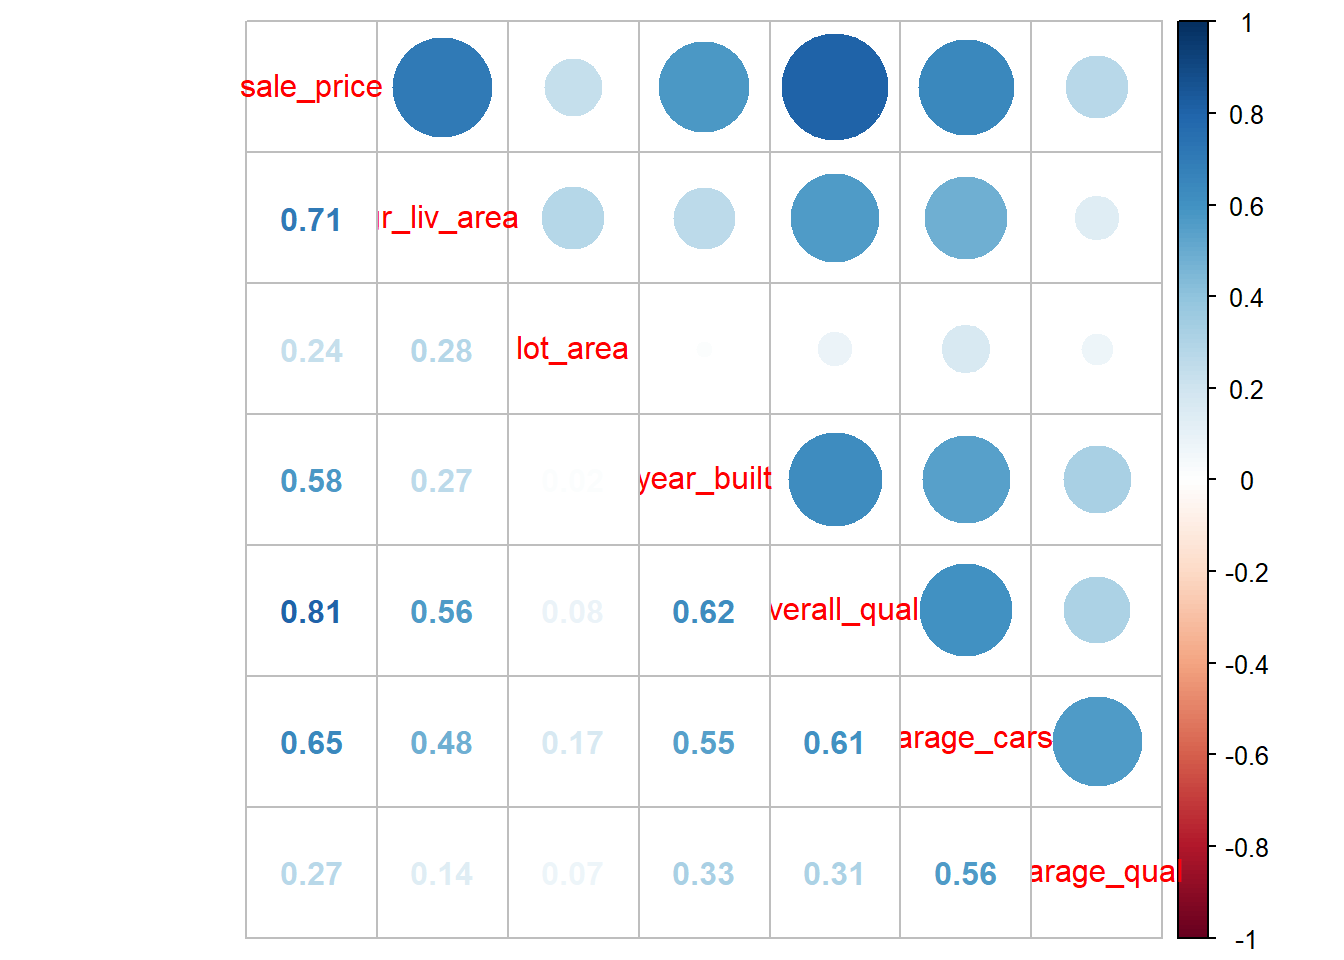 sale_price 1
0.8
0.71 gr_liv_area 0.6
0.4
0.24 0.28 lot_area
0.2
0.58 0.27 0.02 year_built 0
-0.2
0.81 0.56 0.08 0.62 verall_qual
-0.4
0.65 0.48 0.17 0.55 0.61 arage_cars
-0.6
0.27 0.14 0.07 0.33 0.31 0.56 arage_qual -0.8
-1